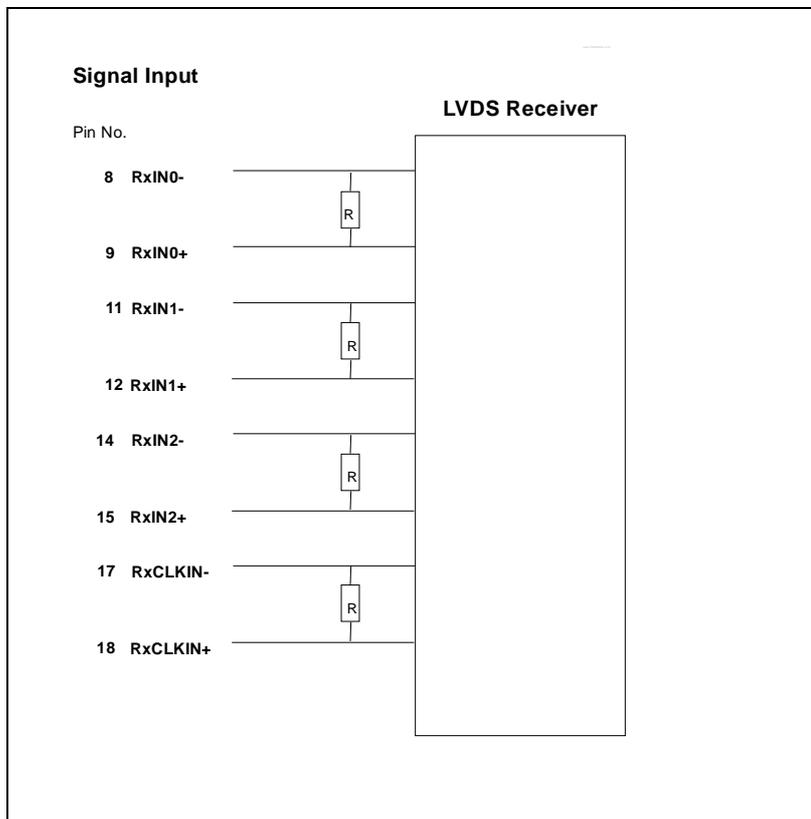 Signal Input
LVDS Receiver
Pin No.
8 RxIN0-
R
9 RxIN0+
11 RxIN1-
R
12 RxIN1+
14 RxIN2-
R
15 RxIN2+
17 RxCLKIN-
R
18 RxCLKIN+